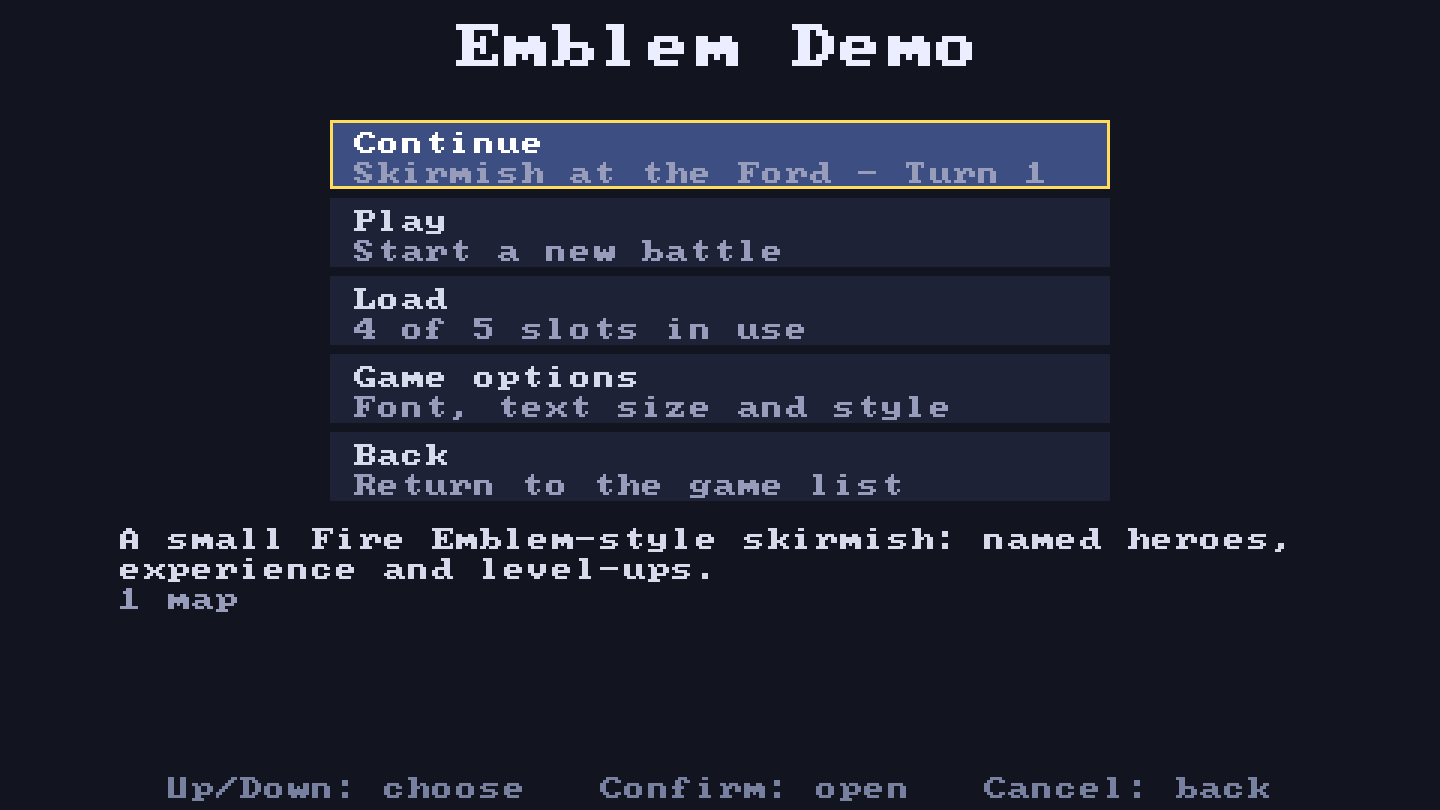 Emblem Demo
Continue
Skirmish at the Ford - Turn 1
Play
Start a new battle
Load
4 of 5 slots in use
Game options
Font, text size and style
Back
Return to the game list
A small Fire Emblem-style skirmish: named heroes,
experience and level-ups.
1 map
Up/Down: choose   Confirm: open   Cancel: back